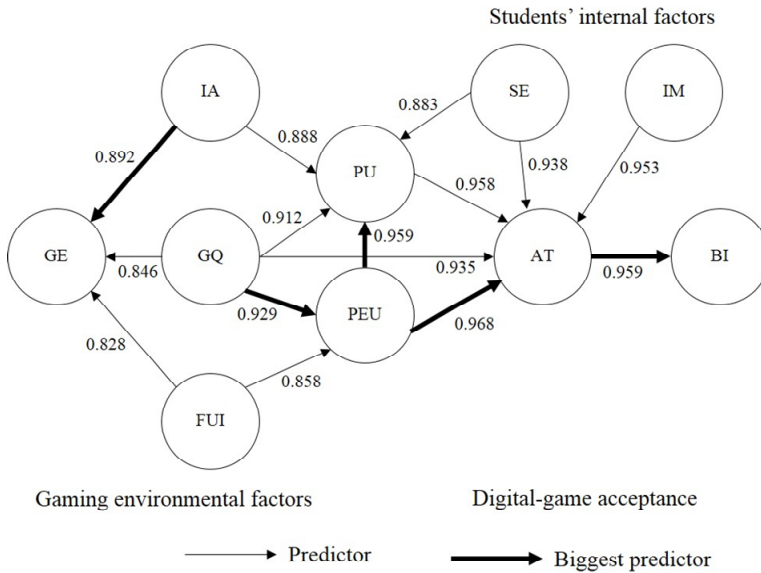 Students' internal factors
IA
SE
IM
0.892
0.888
0.883
0.938
0.953
PU
0.958
0.912
GE
0.846
GQ
0.959
0.935
AT
0.959
BI
0.929
PEU
0.968
0.828
0.858
FUI
Gaming environmental factors
Digital-game acceptance
Predictor
Biggest predictor